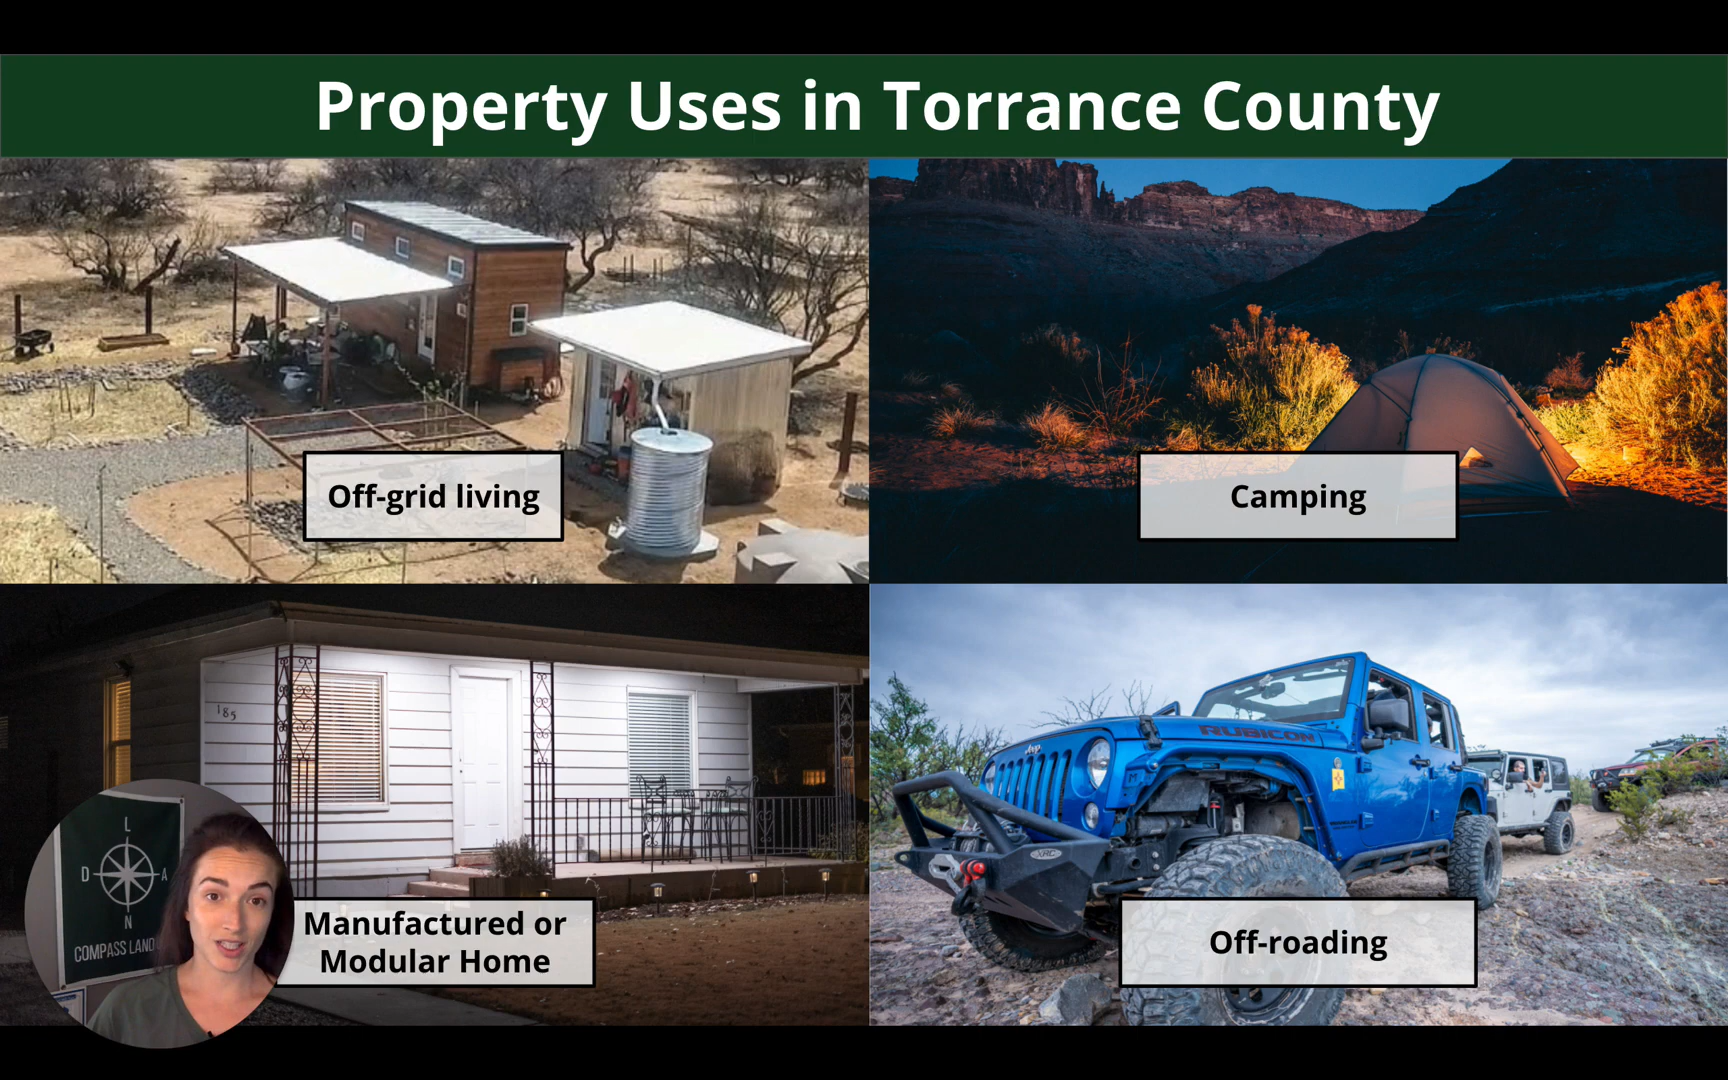 Property Uses in Torrance County
Off-grid living
Camping
185
Jeep
RUBICON
XRC
L
D A
N
COMPASS LAND
Manufactured or
Modular Home
Off-roading